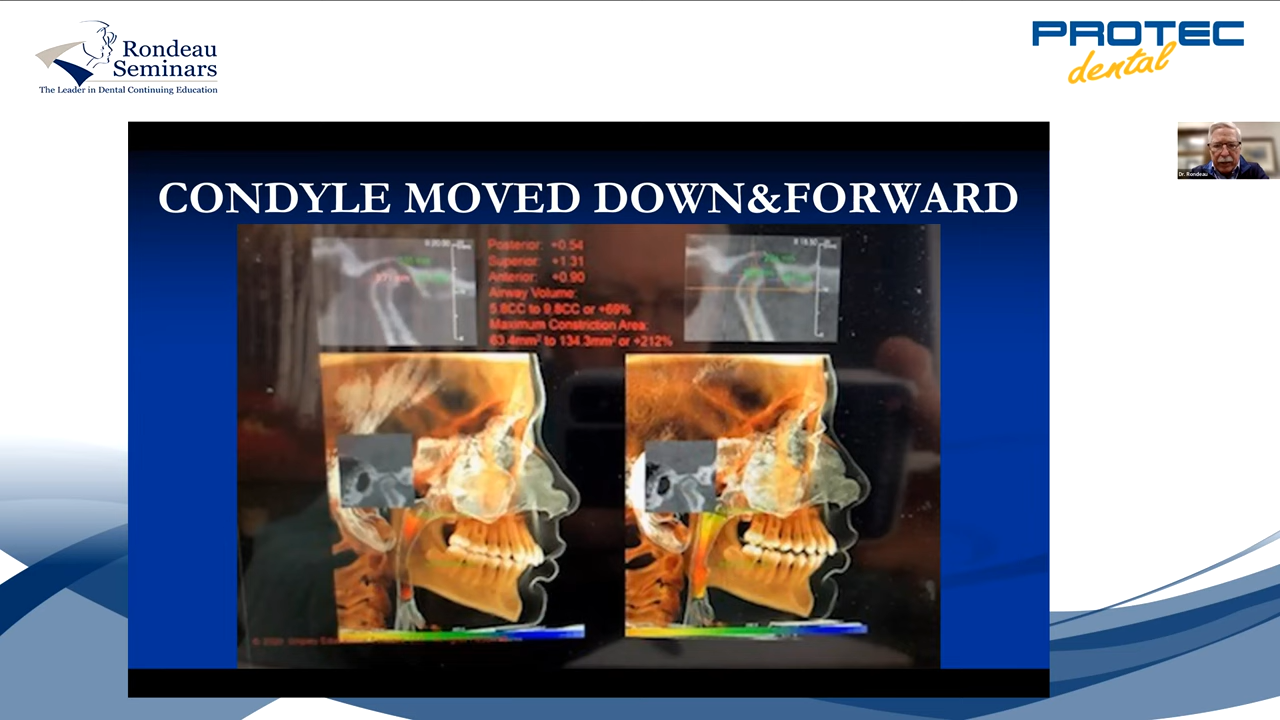 Rondeau
Seminars
The Leader in Dental Continuing Education
PROTEC
dental
Dr. Rondeau
CONDYLE MOVED DOWN&FORWARD
Posterior: +0.54
Superior: +1.31
Anterior: +0.90
Airway Volume:
5.8CC to 9.8CC or +69%
Maximum Constriction Area:
63.4mm² to 134.3mm² or +212%